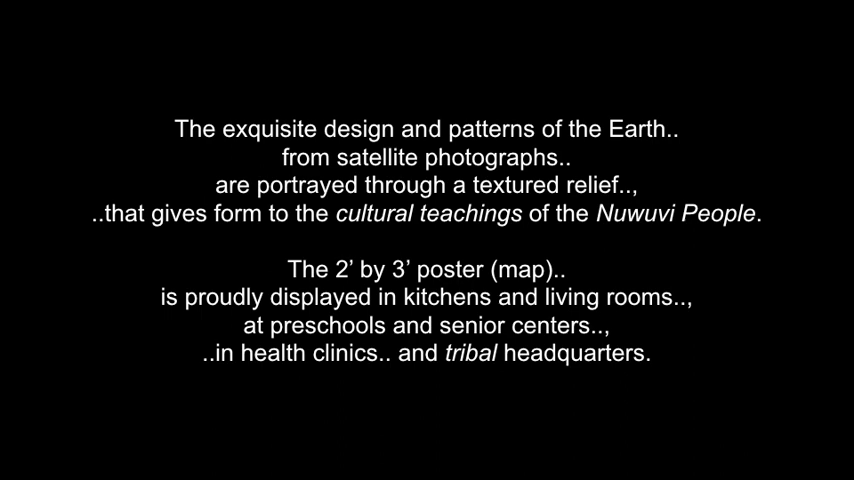 The exquisite design and patterns of the Earth..
from satellite photographs..
are portrayed through a textured relief..,
..that gives form to the cultural teachings of the Nuwuvi People.
The 2’ by 3’ poster (map)..
is proudly displayed in kitchens and living rooms..,
at preschools and senior centers..,
..in health clinics.. and tribal headquarters.